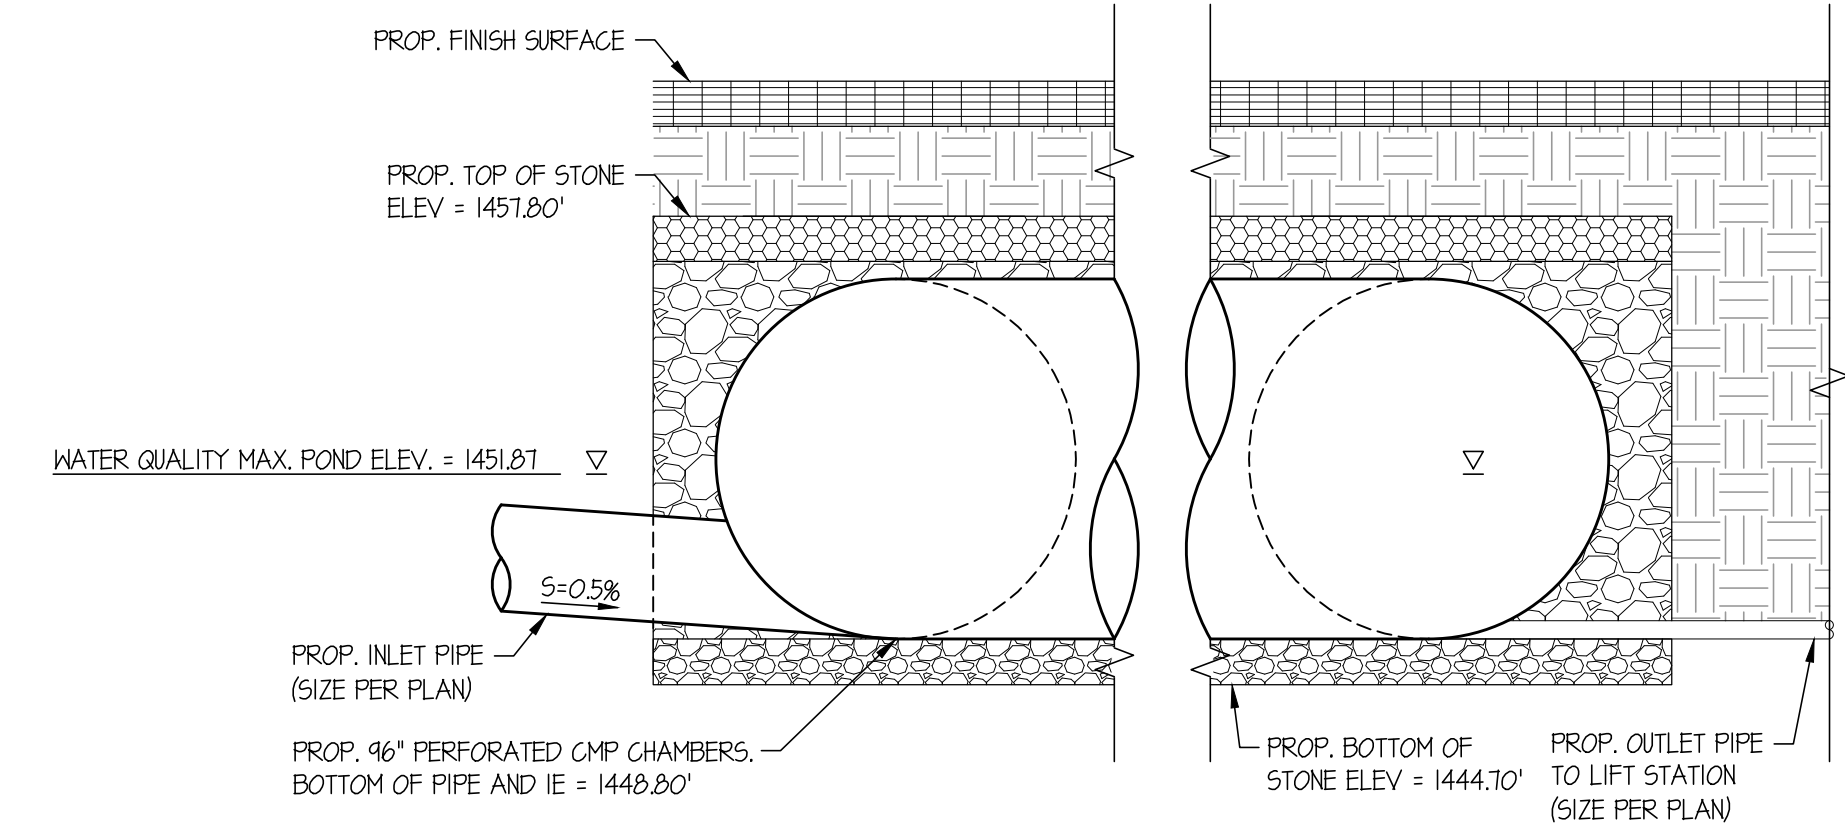 PROP. FINISH SURFACE
PROP. TOP OF STONE
ELEV = 1457.80'
WATER QUALITY MAX. POND ELEV. = 1451.87
S=0.5%
PROP. INLET PIPE
(SIZE PER PLAN)
PROP. 96" PERFORATED CMP CHAMBERS.
BOTTOM OF PIPE AND IE = 1448.80'
PROP. BOTTOM OF
STONE ELEV = 1444.70'
PROP. OUTLET PIPE
TO LIFT STATION
(SIZE PER PLAN)